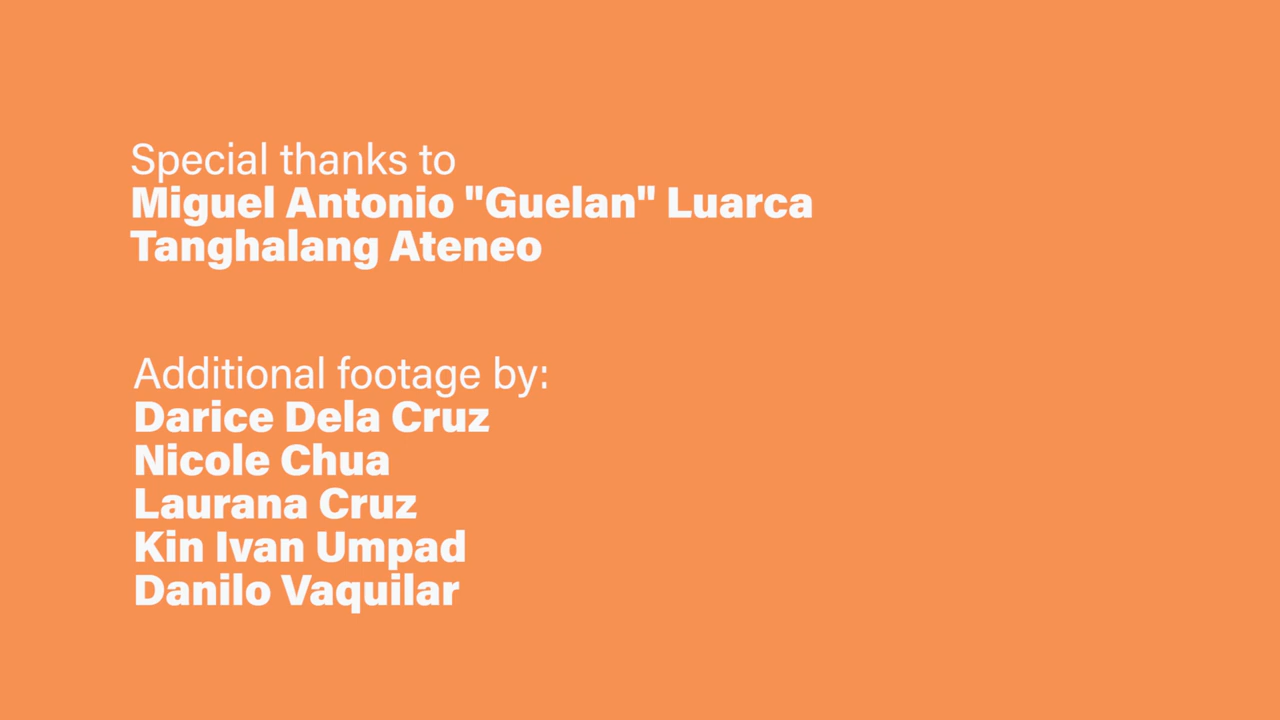 Special thanks to
Miguel Antonio "Guelan" Luarca
Tanghalang Ateneo
Additional footage by:
Darice Dela Cruz
Nicole Chua
Laurana Cruz
Kin Ivan Umpad
Danilo Vaquilar